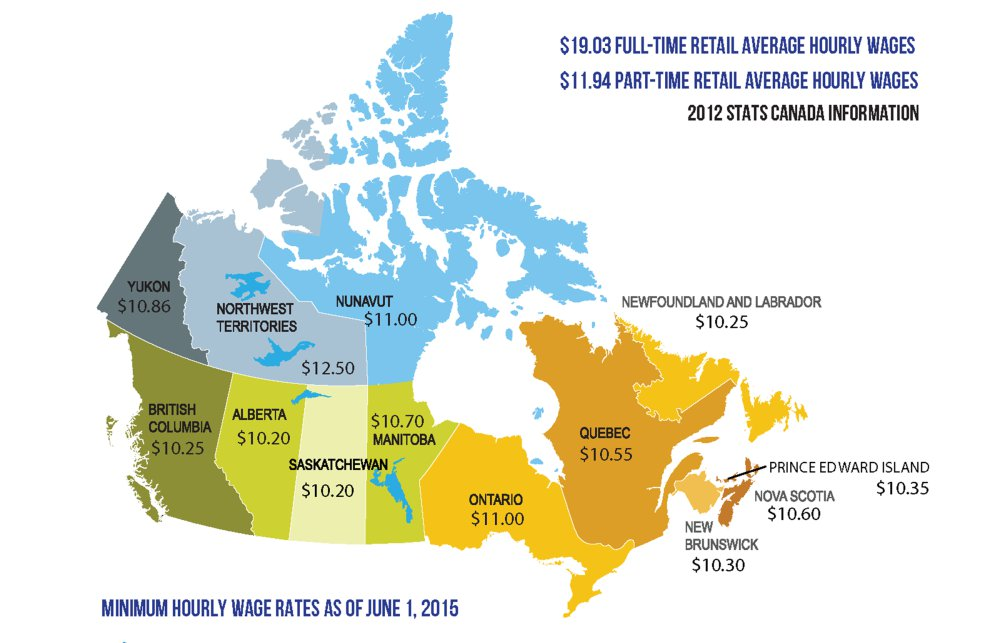 $19.03 FULL-TIME RETAIL AVERAGE HOURLY WAGES
$11.94 PART-TIME RETAIL AVERAGE HOURLY WAGES
2012 STATS CANADA INFORMATION
YUKON
$10.86
NORTHWEST
TERRITORIES
$12.50
NUNAVUT
$11.00
NEWFOUNDLAND AND LABRADOR
$10.25
BRITISH
COLUMBIA
$10.25
ALBERTA
$10.20
SASKATCHEWAN
$10.20
$10.70
MANITOBA
ONTARIO
$11.00
QUEBEC
$10.55
PRINCE EDWARD ISLAND
$10.35
NOVA SCOTIA
$10.60
NEW
BRUNSWICK
$10.30
MINIMUM HOURLY WAGE RATES AS OF JUNE 1, 2015